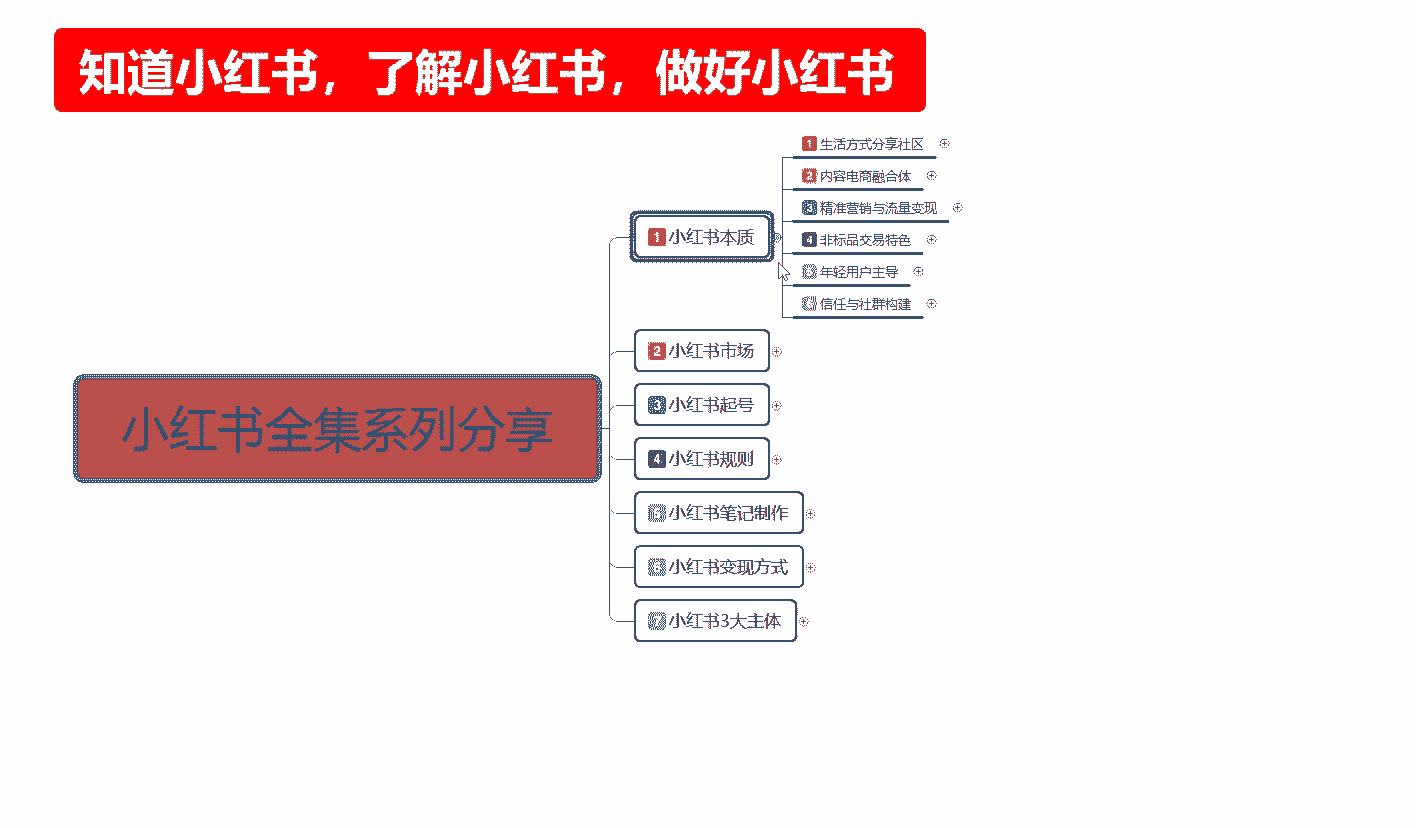 知道小红书，了解小红书，做好小红书
小红书全集系列分享
1 小红书本质
1 生活方式分享社区
2 内容电商融合体
3 精准营销与流量变现
4 非标品交易特色
5 年轻用户主导
6 信任与社群构建
2 小红书市场
3 小红书起号
4 小红书规则
5 小红书笔记制作
6 小红书变现方式
7 小红书3大主体